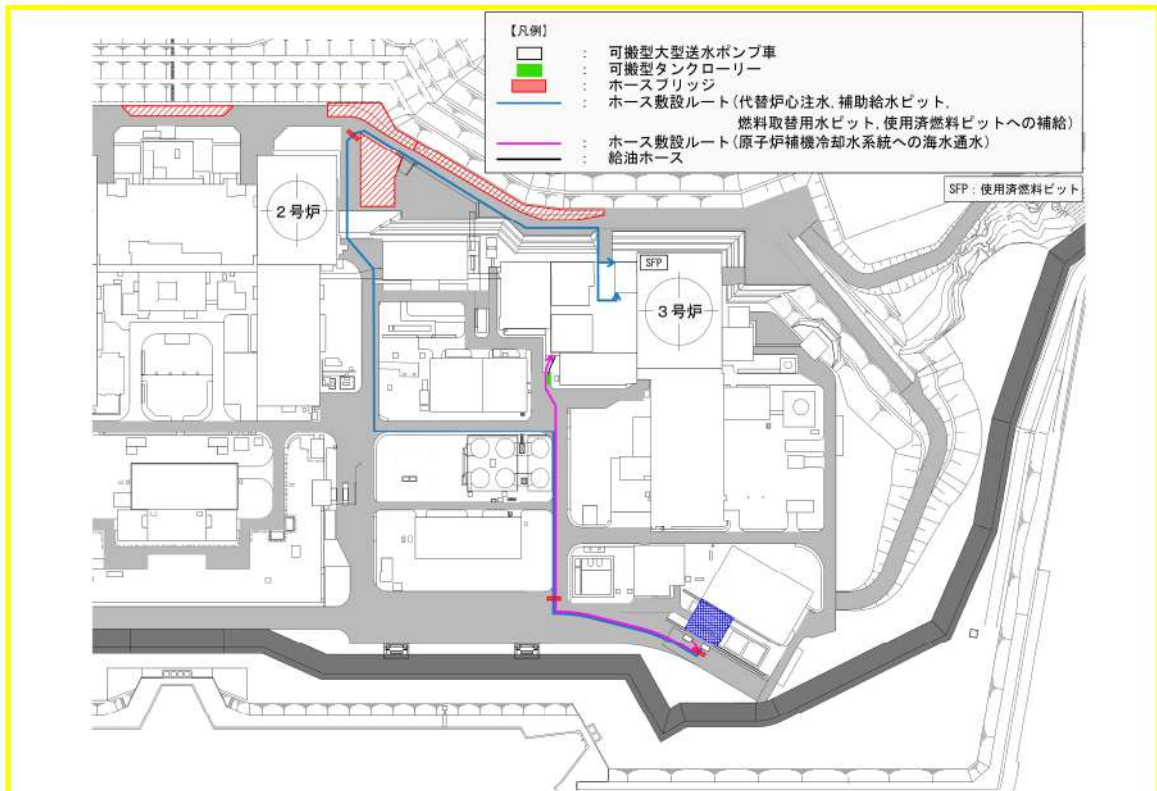 【凡例】
： 可搬型大型送水ポンプ車
： 可搬型タンクローリー
： ホースブリッジ
： ホース敷設ルート（代替炉心注水，補助給水ピット，
燃料取替用水ピット，使用済燃料ピットへの補給）
： ホース敷設ルート（原子炉補機冷却水系統への海水通水）
： 給油ホース
SFP：使用済燃料ピット
２号炉
SFP
３号炉